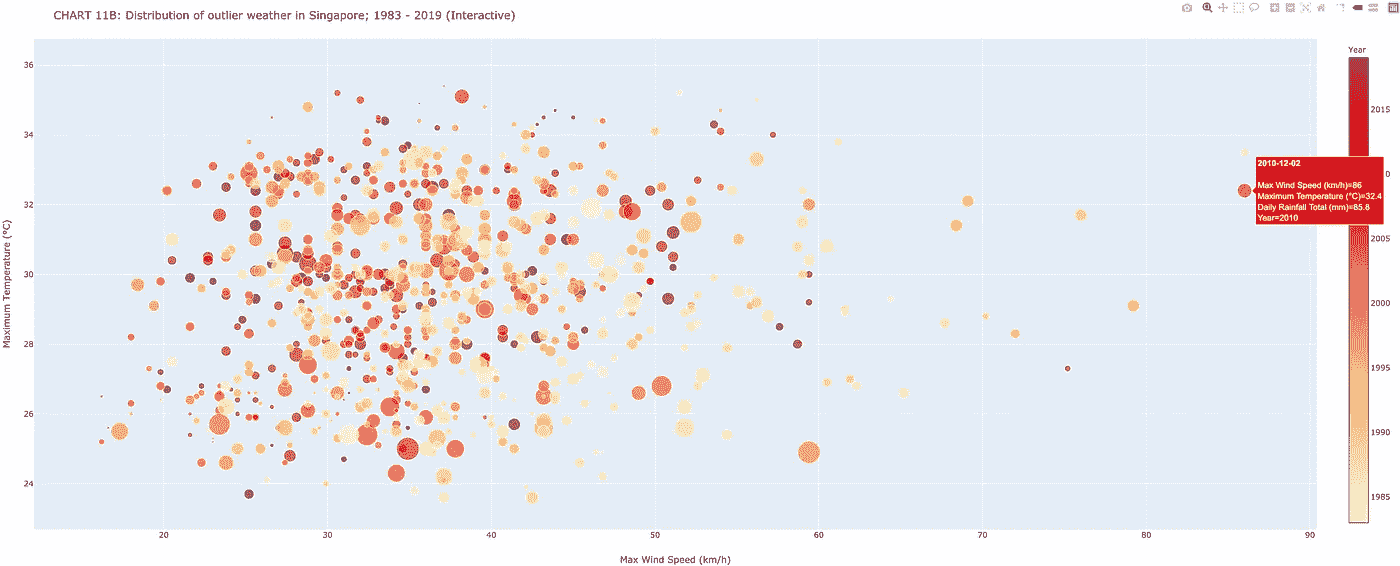 CHART 11B: Distribution of outlier weather in Singapore; 1983 - 2019 (Interactive)
Year
36
34
32
30
28
26
24
Maximum Temperature (°C)
20
30
40
50
60
70
80
90
Max Wind Speed (km/h)
2015
0
2005
2000
1995
1990
1985
2010-12-02
Max Wind Speed (km/h)=86
Maximum Temperature (°C)=32.4
Daily Rainfall Total (mm)=85.8
Year=2010